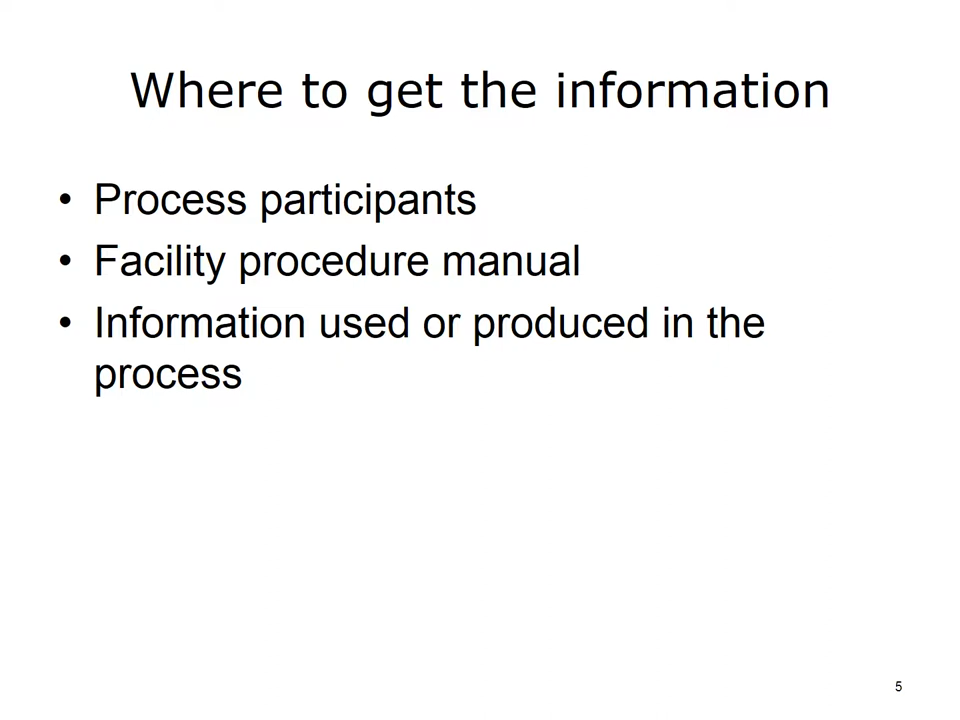 Where to get the information
• Process participants
• Facility procedure manual
• Information used or produced in the
process
5